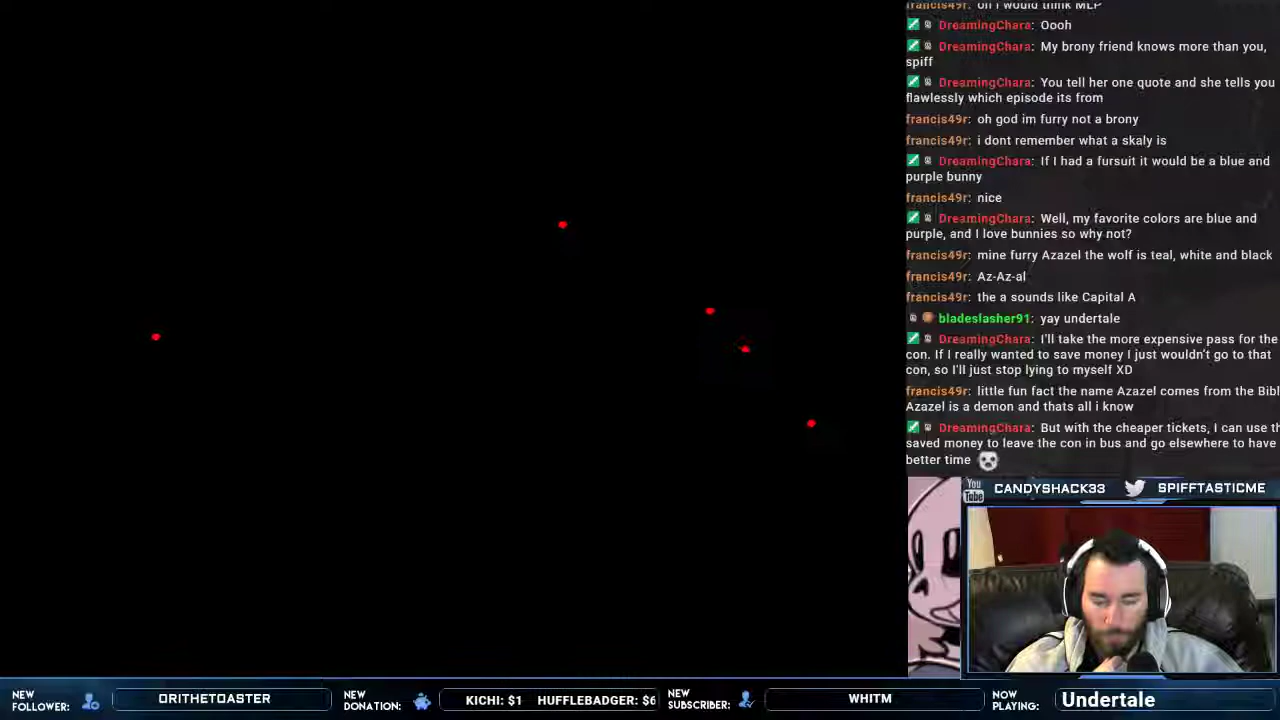 francis49r: oh i would think MLP
DreamingChara: Oooh
DreamingChara: My brony friend knows more than you,
spiff
DreamingChara: You tell her one quote and she tells you
flawlessly which episode its from
francis49r: oh god im furry not a brony
francis49r: i dont remember what a skaly is
DreamingChara: If I had a fursuit it would be a blue and
purple bunny
francis49r: nice
DreamingChara: Well, my favorite colors are blue and
purple, and I love bunnies so why not?
francis49r: mine furry Azazel the wolf is teal, white and black
francis49r: Az-Az-al
francis49r: the a sounds like Capital A
bladeslasher91: yay undertale
DreamingChara: I'll take the more expensive pass for the
con. If I really wanted to save money I just wouldn't go to that
con, so I'll just stop lying to myself XD
francis49r: little fun fact the name Azazel comes from the Bibl
Azazel is a demon and thats all i know
DreamingChara: But with the cheaper tickets, I can use th
saved money to leave the con in bus and go elsewhere to have
better time
You Tube CANDYSHACK33 SPIFFTASTICME
NEW FOLLOWER: ORITHETOASTER NEW DONATION: KICHI: $1 HUFFLEBADGER: $6 NEW SUBSCRIBER: WHITM NOW PLAYING: Undertale